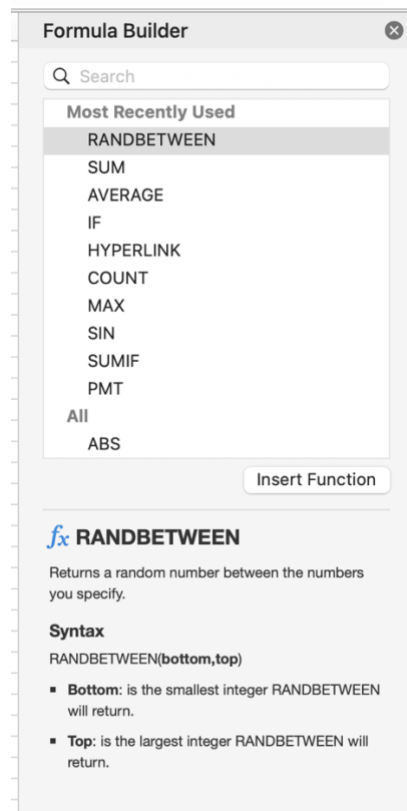 Formula Builder
Search
Most Recently Used
RANDBETWEEN
SUM
AVERAGE
IF
HYPERLINK
COUNT
MAX
SIN
SUMIF
PMT
All
ABS
Insert Function
fx RANDBETWEEN
Returns a random number between the numbers
you specify.
Syntax
RANDBETWEEN(bottom,top)
▪ Bottom: is the smallest integer RANDBETWEEN
will return.
▪ Top: is the largest integer RANDBETWEEN will
return.